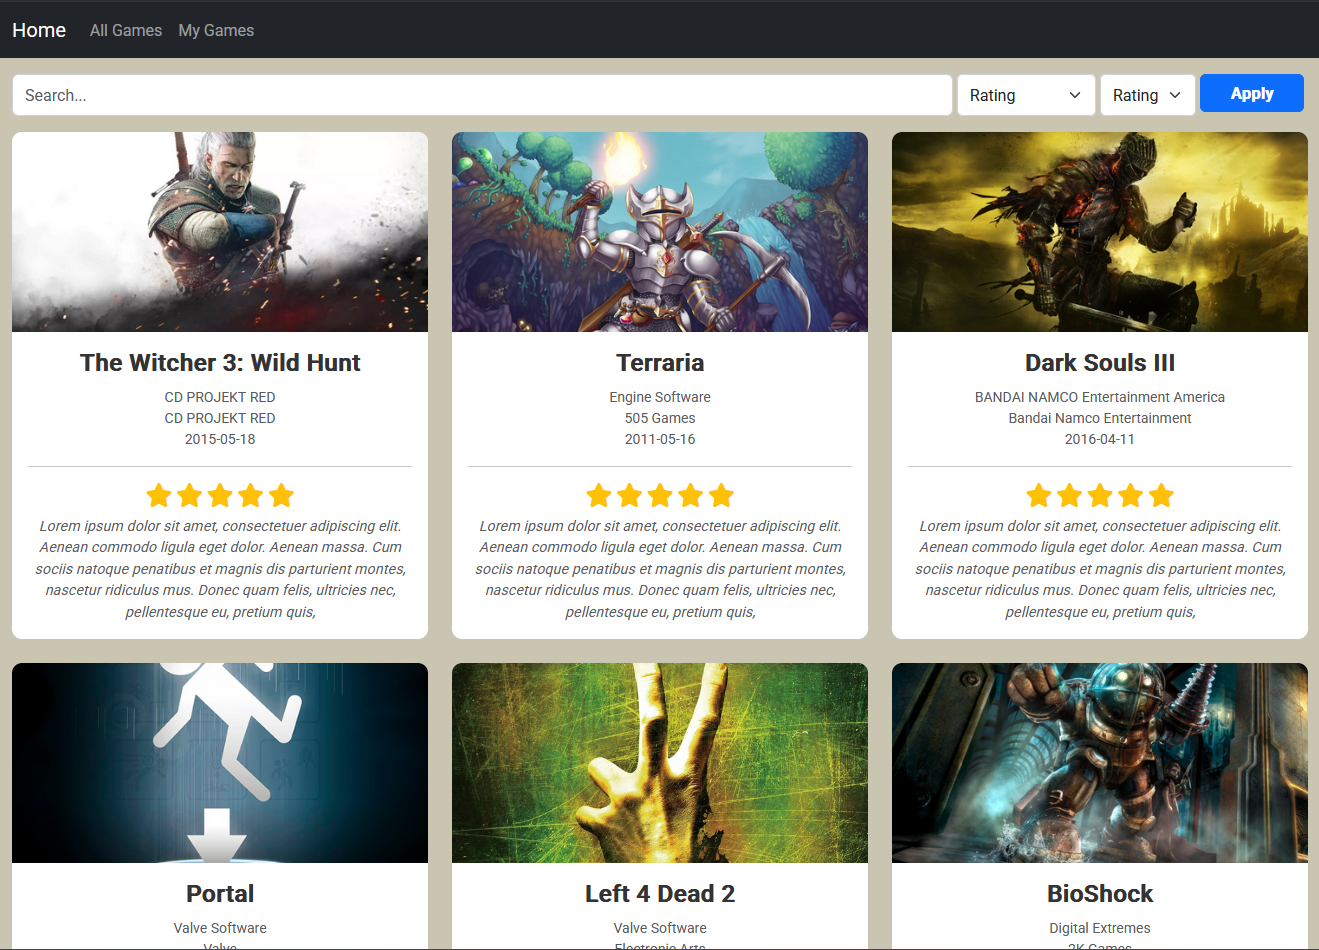 Home All Games My Games
Search... Rating Rating Apply
The Witcher 3: Wild Hunt
CD PROJEKT RED
CD PROJEKT RED
2015-05-18
Lorem ipsum dolor sit amet, consectetuer adipiscing elit.
Aenean commodo ligula eget dolor. Aenean massa. Cum
sociis natoque penatibus et magnis dis parturient montes,
nascetur ridiculus mus. Donec quam felis, ultricies nec,
pellentesque eu, pretium quis,
Terraria
Engine Software
505 Games
2011-05-16
Lorem ipsum dolor sit amet, consectetuer adipiscing elit.
Aenean commodo ligula eget dolor. Aenean massa. Cum
sociis natoque penatibus et magnis dis parturient montes,
nascetur ridiculus mus. Donec quam felis, ultricies nec,
pellentesque eu, pretium quis,
Dark Souls III
BANDAI NAMCO Entertainment America
Bandai Namco Entertainment
2016-04-11
Lorem ipsum dolor sit amet, consectetuer adipiscing elit.
Aenean commodo ligula eget dolor. Aenean massa. Cum
sociis natoque penatibus et magnis dis parturient montes,
nascetur ridiculus mus. Donec quam felis, ultricies nec,
pellentesque eu, pretium quis,
Portal
Valve Software
Valve
Left 4 Dead 2
Valve Software
Electronic Arts
BioShock
Digital Extremes
2K Games